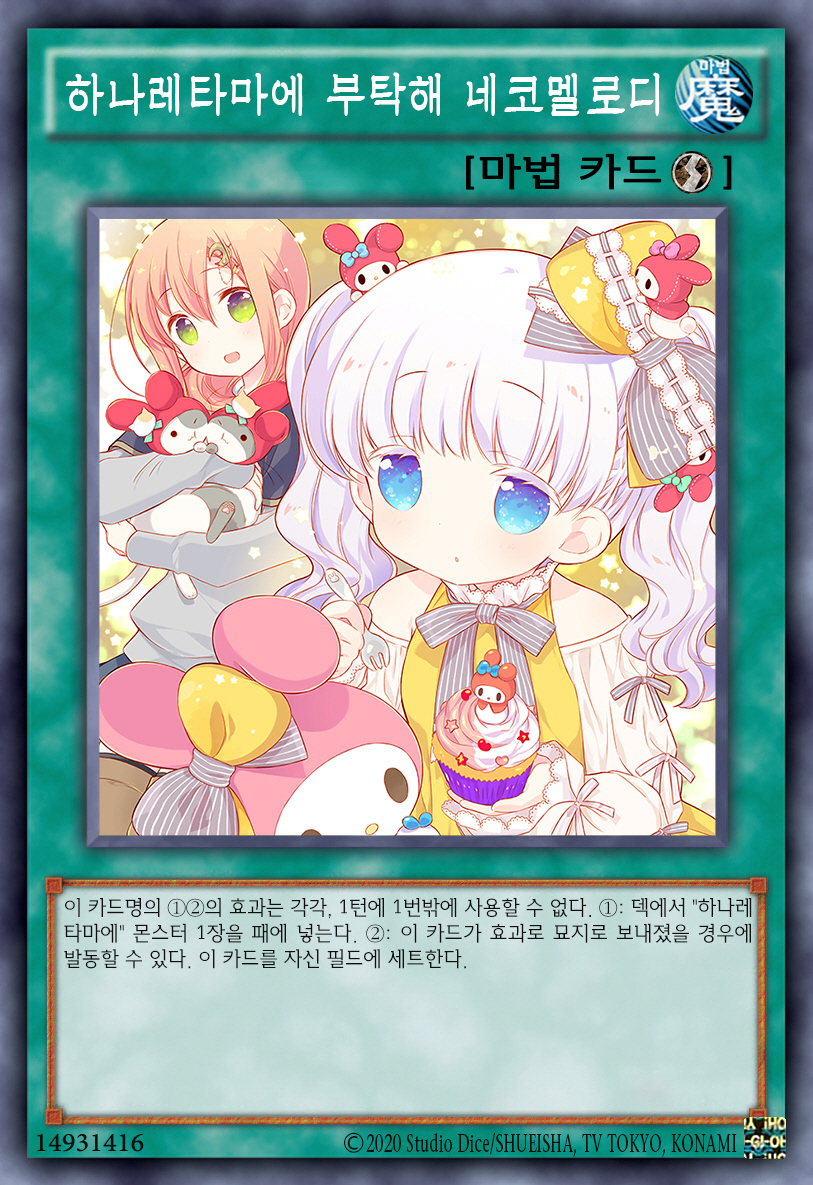 하나레타마에 부탁해 네코멜로디
마법
魔
[마법 카드]
이 카드명의 ①②의 효과는 각각, 1턴에 1번밖에 사용할 수 없다. ①: 덱에서 "하나레
타마에" 몬스터 1장을 패에 넣는다. ②: 이 카드가 효과로 묘지로 보내졌을 경우에
발동할 수 있다. 이 카드를 자신 필드에 세트한다.
14931416
©2020 Studio Dice/SHUEISHA, TV TOKYO, KONAMI